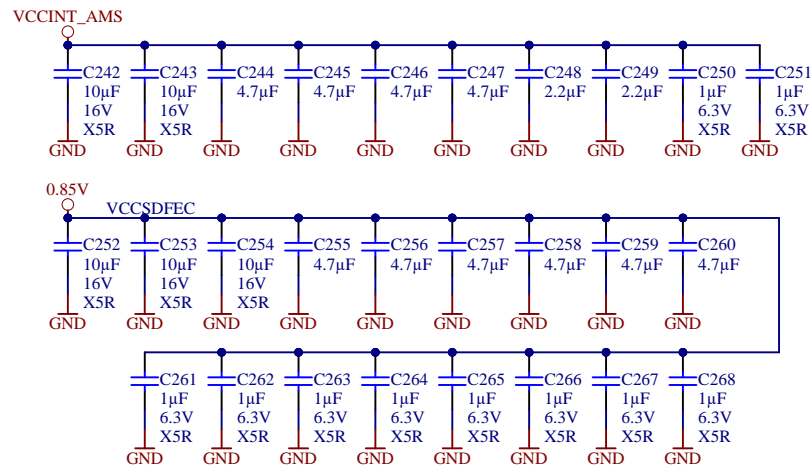 VCCINT_AMS
C242 C243 C244 C245 C246 C247 C248 C249 C250 C251
10µF 10µF 4.7µF 4.7µF 4.7µF 4.7µF 2.2µF 2.2µF 1µF 1µF
16V 16V 6.3V 6.3V
X5R X5R X5R X5R
GND GND GND GND GND GND GND GND GND GND
0.85V
VCCSDFEC
C252 C253 C254 C255 C256 C257 C258 C259 C260
10µF 10µF 10µF 4.7µF 4.7µF 4.7µF 4.7µF 4.7µF 4.7µF
16V 16V 16V
X5R X5R X5R
GND GND GND GND GND GND GND GND GND
C261 C262 C263 C264 C265 C266 C267 C268
1µF 1µF 1µF 1µF 1µF 1µF 1µF 1µF
6.3V 6.3V 6.3V 6.3V 6.3V 6.3V 6.3V 6.3V
X5R X5R X5R X5R X5R X5R X5R X5R
GND GND GND GND GND GND GND GND